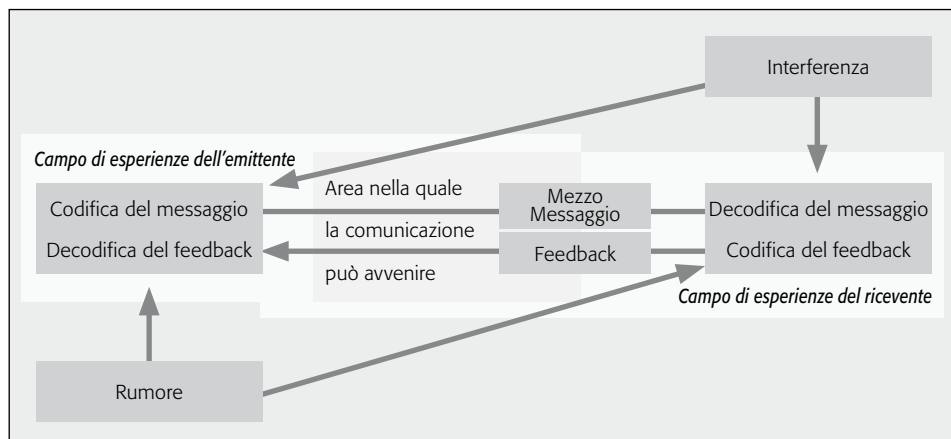 Interferenza
Campo di esperienze dell'emittente
Codifica del messaggio
Decodifica del feedback
Area nella quale
la comunicazione
può avvenire
Mezzo
Messaggio
Feedback
Decodifica del messaggio
Codifica del feedback
Campo di esperienze del ricevente
Rumore